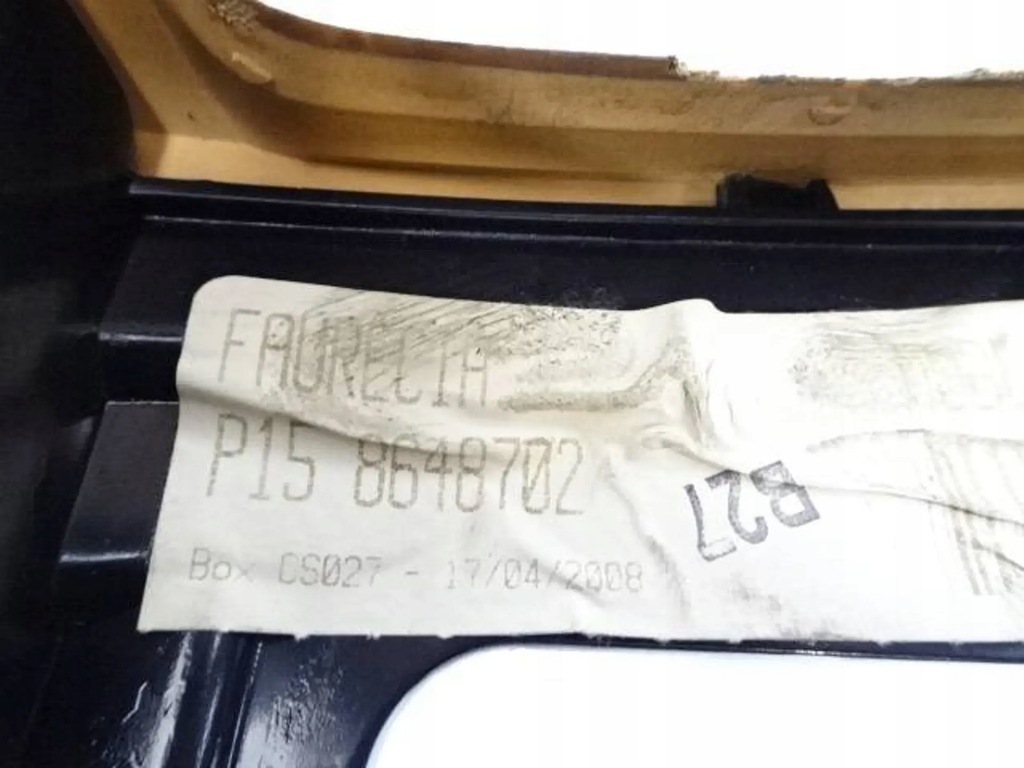 FAURECIA
P15 8648702
B27
Box CS027 - 17/04/2008